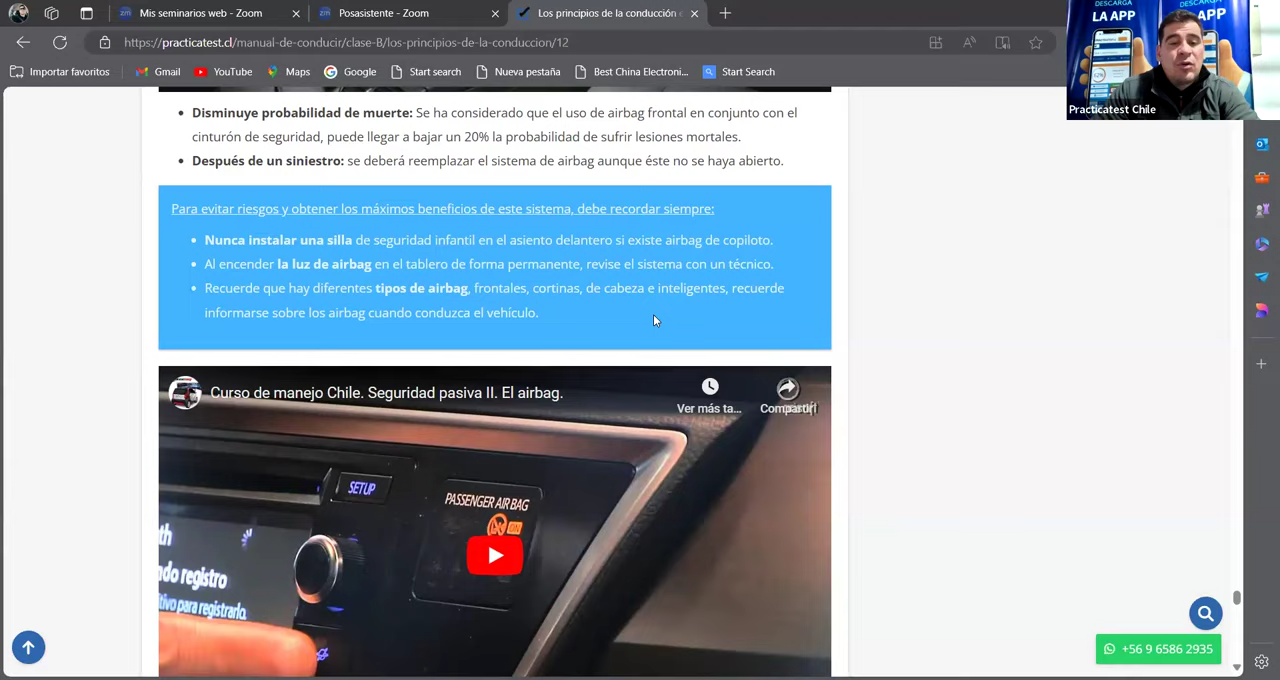 Mis seminarios web - Zoom
Posasistente - Zoom
Los principios de la conducción
https://practicatest.cl/manual-de-conducir/clase-B/los-principios-de-la-conduccion/12
Importar favoritos
Gmail
YouTube
Maps
Google
Start search
Nueva pestaña
Best China Electroni...
Start Search
DESCARGA
LA APP
DESCARGA
APP
Practicatest Chile
Disminuye probabilidad de muerte: Se ha considerado que el uso de airbag frontal en conjunto con el
cinturón de seguridad, puede llegar a bajar un 20% la probabilidad de sufrir lesiones mortales.
Después de un siniestro: se deberá reemplazar el sistema de airbag aunque éste no se haya abierto.
Para evitar riesgos y obtener los máximos beneficios de este sistema, debe recordar siempre:
Nunca instalar una silla de seguridad infantil en el asiento delantero si existe airbag de copiloto.
Al encender la luz de airbag en el tablero de forma permanente, revise el sistema con un técnico.
Recuerde que hay diferentes tipos de airbag, frontales, cortinas, de cabeza e inteligentes, recuerde
informarse sobre los airbag cuando conduzca el vehículo.
Curso de manejo Chile. Seguridad pasiva II. El airbag.
Ver más ta...
Compartir
SETUP
PASSENGER AIR BAG
registro
para registrarlo.
+56 9 6586 2935